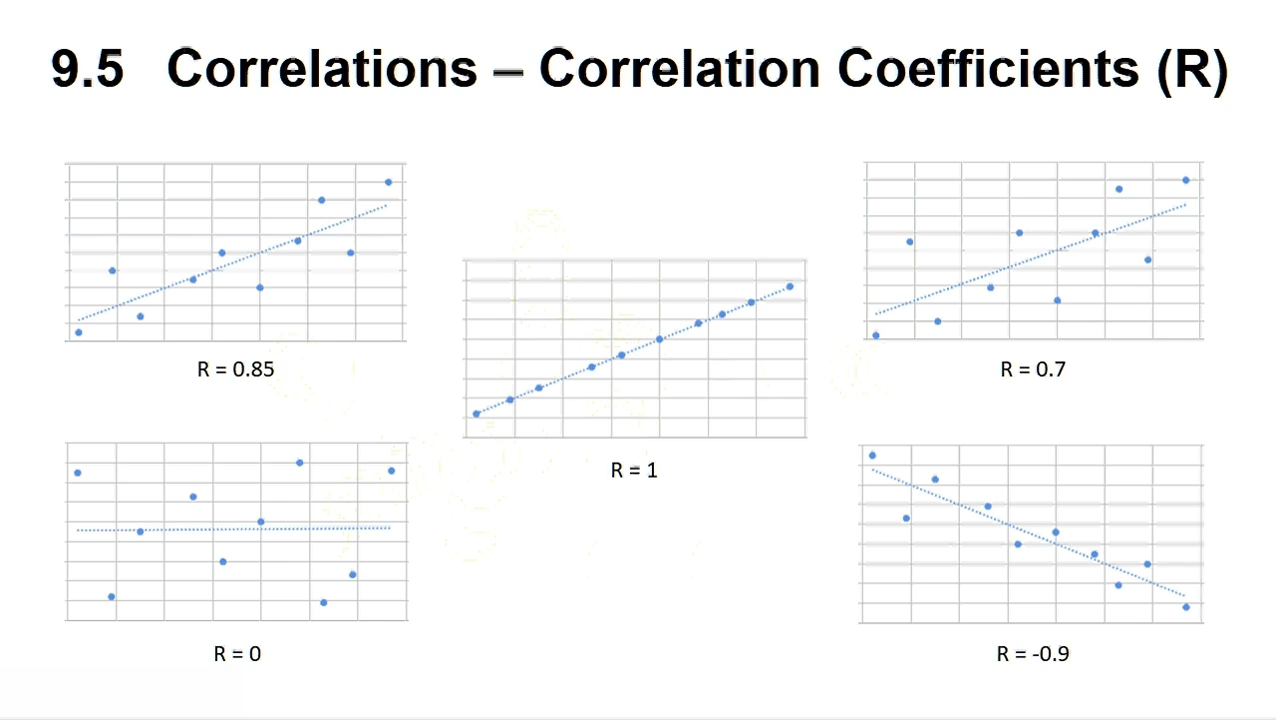 9.5 Correlations – Correlation Coefficients (R)
R = 0.85
R = 0.7
R = 1
R = 0
R = -0.9